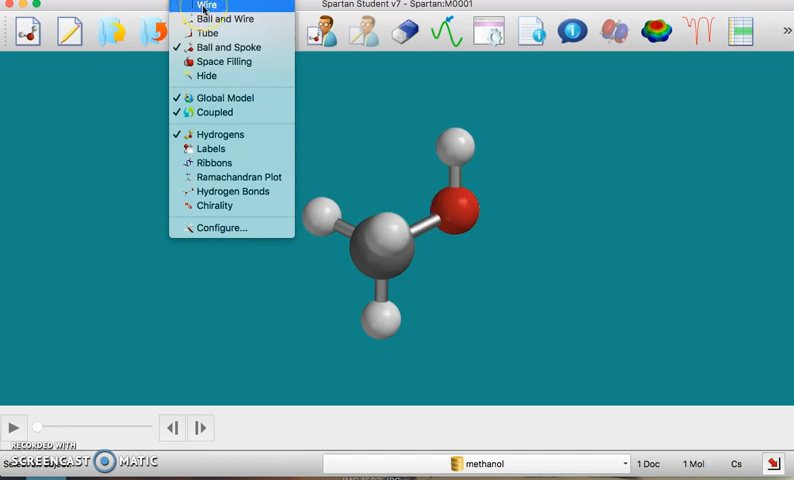 Spartan Student v7 - Spartan:M0001
Wire
Ball and Wire
Tube
Ball and Spoke
Space Filling
Hide
Global Model
Coupled
Hydrogens
Labels
Ribbons
Ramachandran Plot
Hydrogen Bonds
Chirality
Configure...
»
RECORDED WITH
SCREENCAST MATIC
methanol
1 Doc
1 Mol
Cs